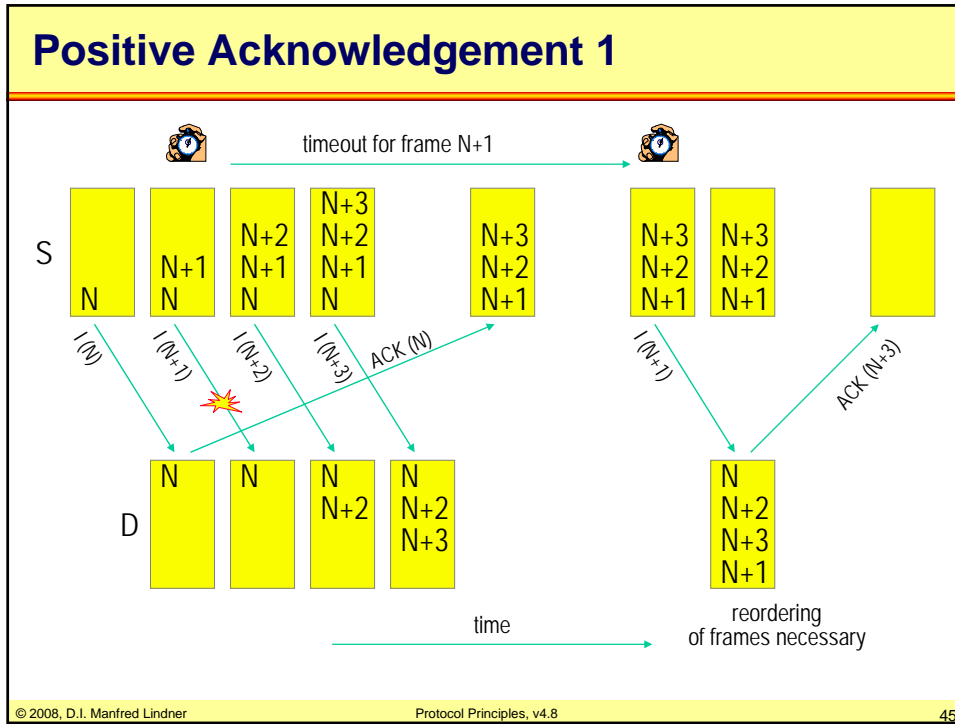 Positive Acknowledgement 1
timeout for frame N+1
S
N
N+1
N
N+2
N+1
N
N+3
N+2
N+1
N
N+3
N+2
N+1
N+3
N+2
N+1
N+3
N+2
N+1
I (N)
I (N+1)
I (N+2)
I (N+3)
ACK (N)
I (N+1)
ACK (N+3)
D
N
N
N
N+2
N
N+2
N+3
N
N+2
N+3
N+1
time
reordering
of frames necessary
© 2008, D.I. Manfred Lindner
Protocol Principles, v4.8
45